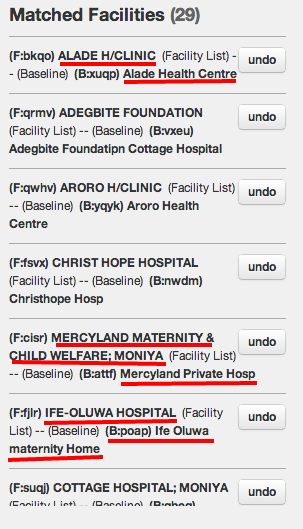 Matched Facilities (29)
(F:bkqo) ALADE H/CLINIC (Facility List) -
- (Baseline) (B:xuqp) Alade Health Centre
undo
(F:qrmv) ADEGBITE FOUNDATION
(Facility List) -- (Baseline) (B:vxeu)
Adegbite Foundatipn Cottage Hospital
undo
(F:qwhv) ARORO H/CLINIC (Facility List)
-- (Baseline) (B:yqyk) Aroro Health
Centre
undo
(F:fsvx) CHRIST HOPE HOSPITAL
(Facility List) -- (Baseline) (B:nwdm)
Christhope Hosp
undo
(F:cisr) MERCYLAND MATERNITY &
CHILD WELFARE; MONIYA (Facility List)
-- (Baseline) (B:attf) Mercyland Private Hosp
undo
(F:fjlr) IFE-OLUWA HOSPITAL (Facility
List) -- (Baseline) (B:poap) Ife Oluwa
maternity Home
undo
(F:suqj) COTTAGE HOSPITAL; MONIYA
(Facility List) -- (Baseline)
undo